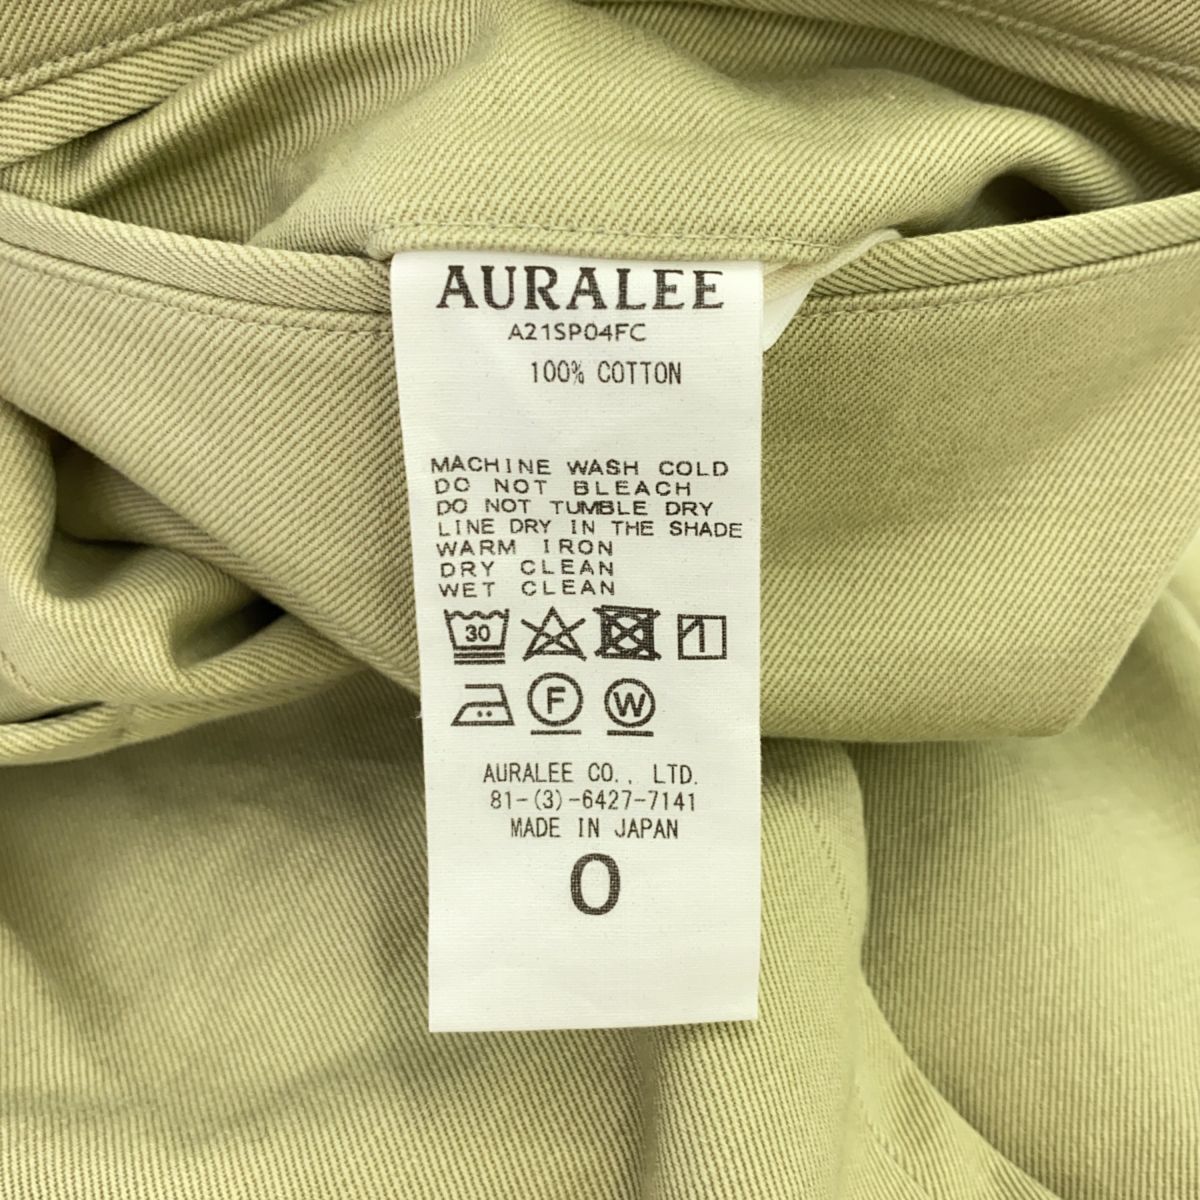 AURALEE
A21SP04FC
100% COTTON
MACHINE WASH COLD
DO NOT BLEACH
DO NOT TUMBLE DRY
LINE DRY IN THE SHADE
WARM IRON
DRY CLEAN
WET CLEAN
30
F W
AURALEE CO., LTD.
81-(3)-6427-7141
MADE IN JAPAN
0